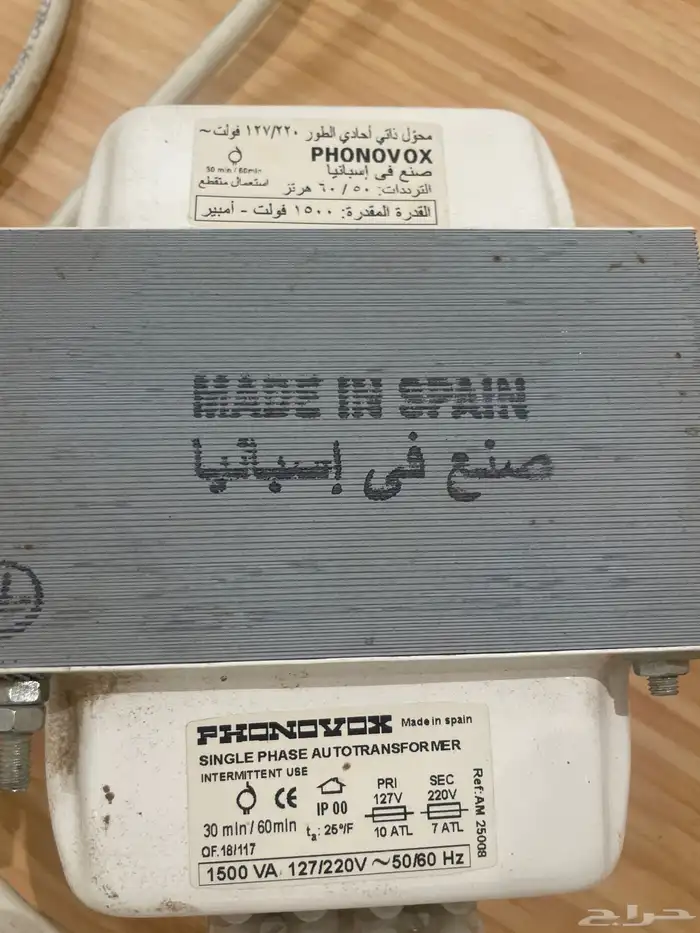 محوّل ذاتي أحادي الطور ١٢٧/٢٢٠ فولت~
PHONOVOX
صنع في إسبانيا
30 min / 60min
الترددات: ٥٠ / ٦٠ هرتز
استعمال متقطع
القدرة المقدرة: ١٥٠٠ فولت - أمبير
MADE IN SPAIN
صنع في إسبانيا
PHONOVOX Made in spain
SINGLE PHASE AUTOTRANSFORMER
INTERMITTENT USE
CE
IP 00
PRI
127V
10 ATL
SEC
220V
7 ATL
30 min/60min
ta: 25°/F
OF.18/117
Ref: AM 25008
1500 VA 127/220V ~50/60 Hz
حراج